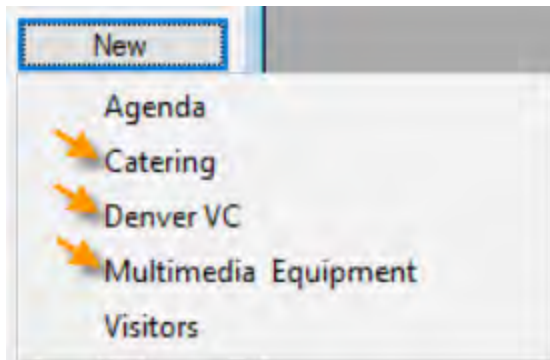 New
Agenda
Catering
Denver VC
Multimedia Equipment
Visitors